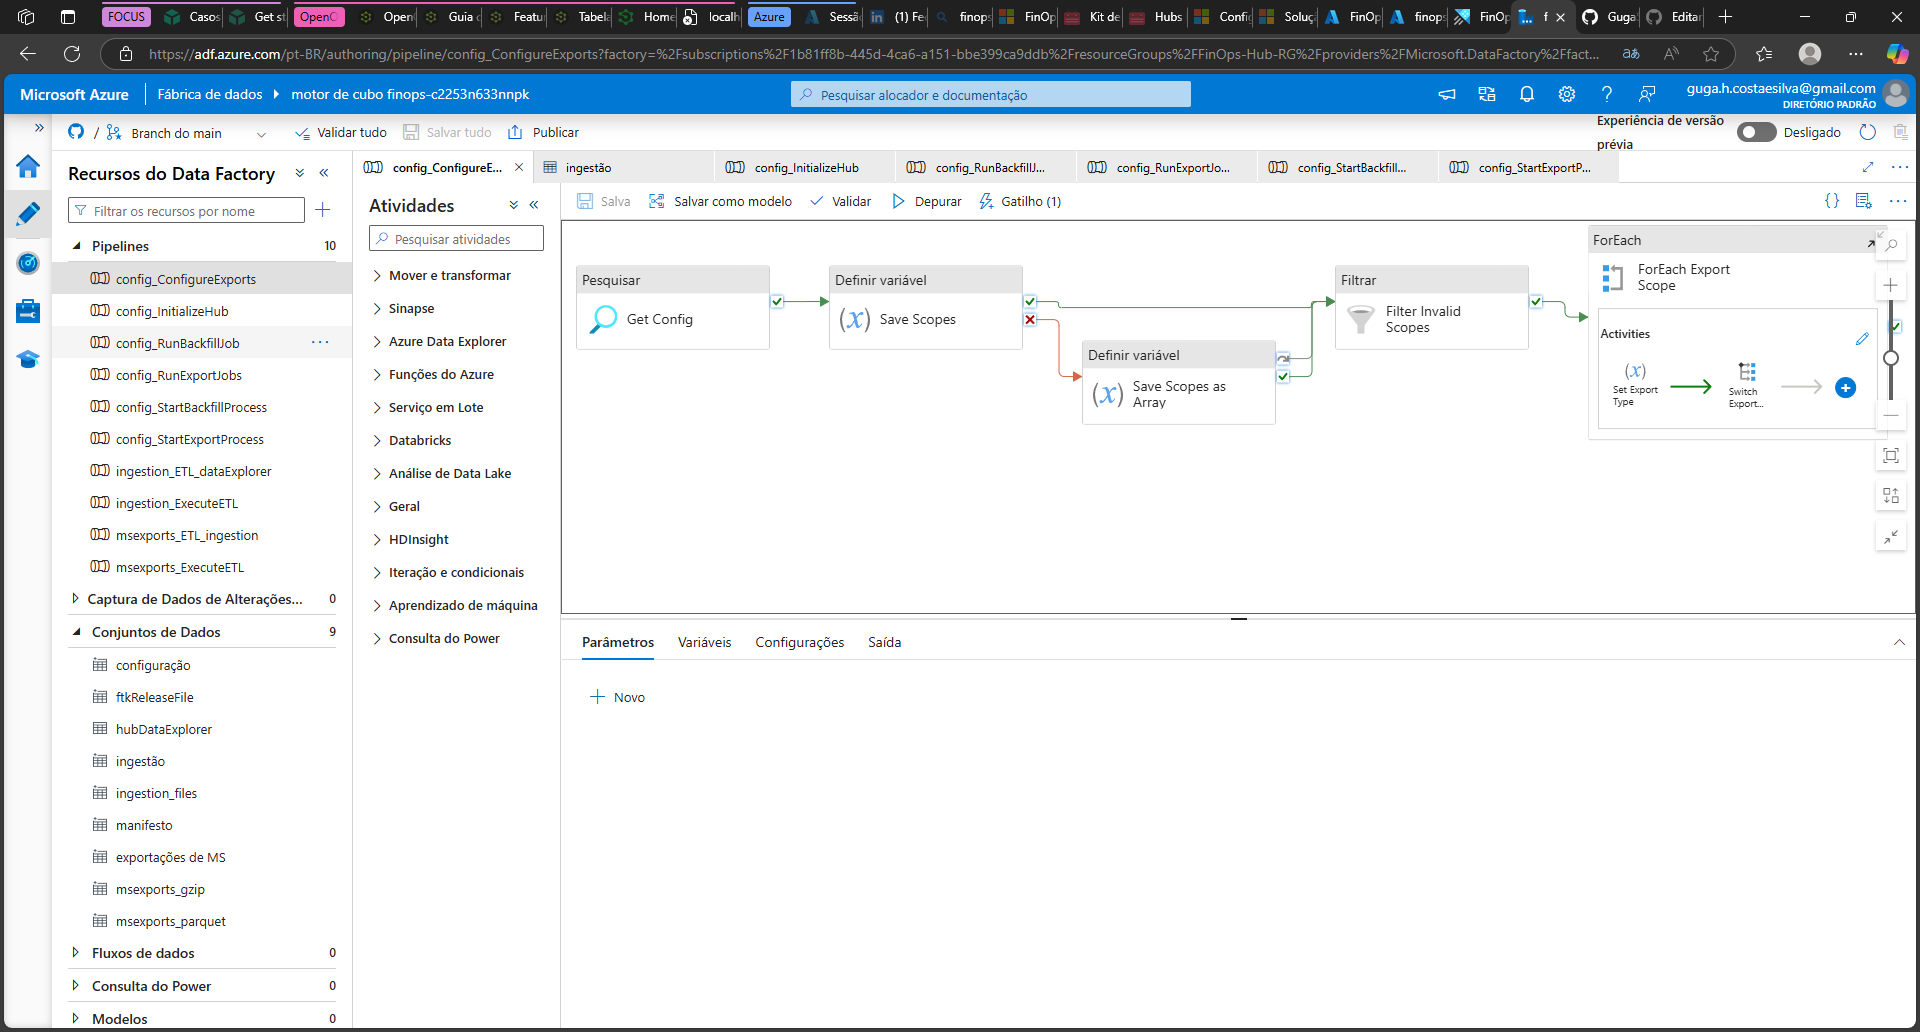 FOCUS
Casos
Get st
OpenC
Open
Guia c
Featur
Tabela
Home
localh
Azure
Sessã
(1) Fe
finops
FinOp
Kit de
Hubs
Config
Soluç
FinOp
finops
FinOp
f
Guga
Editar
https://adf.azure.com/pt-BR/authoring/pipeline/config_ConfigureExports?factory=%2Fsubscriptions%2F1b81ff8b-445d-4ca6-a151-bbe399ca9ddb%2FresourceGroups%2FFinOps-Hub-RG%2Fproviders%2FMicrosoft.DataFactory%2Ffact...
Microsoft Azure
Fábrica de dados
motor de cubo finops-c2253n633nnpk
Pesquisar alocador e documentação
guga.h.costaesilva@gmail.com
DIRETÓRIO PADRÃO
/
Branch do main
Validar tudo
Salvar tudo
Publicar
Experiência de versão
prévia
Desligado
Recursos do Data Factory
Filtrar os recursos por nome
Pipelines
10
config_ConfigureExports
config_InitializeHub
config_RunBackfillJob
config_RunExportJobs
config_StartBackfillProcess
config_StartExportProcess
ingestion_ETL_dataExplorer
ingestion_ExecuteETL
msexports_ETL_ingestion
msexports_ExecuteETL
Captura de Dados de Alterações...
0
Conjuntos de Dados
9
configuração
ftkReleaseFile
hubDataExplorer
ingestão
ingestion_files
manifesto
exportações de MS
msexports_gzip
msexports_parquet
Fluxos de dados
0
Consulta do Power
0
Modelos
0
config_ConfigureE...
ingestão
config_InitializeHub
config_RunBackfillJ...
config_RunExportJo...
config_StartBackfill...
config_StartExportP...
Atividades
Pesquisar atividades
Mover e transformar
Sinapse
Azure Data Explorer
Funções do Azure
Serviço em Lote
Databricks
Análise de Data Lake
Geral
HDInsight
Iteração e condicionais
Aprendizado de máquina
Consulta do Power
Salva
Salvar como modelo
Validar
Depurar
Gatilho (1)
{}
Pesquisar
Get Config
Definir variável
(x)
Save Scopes
Definir variável
(x)
Save Scopes as
Array
Filtrar
Filter Invalid
Scopes
ForEach
ForEach Export
Scope
Activities
(x)
Set Export
Type
Switch
Export...
Parâmetros
Variáveis
Configurações
Saída
Novo